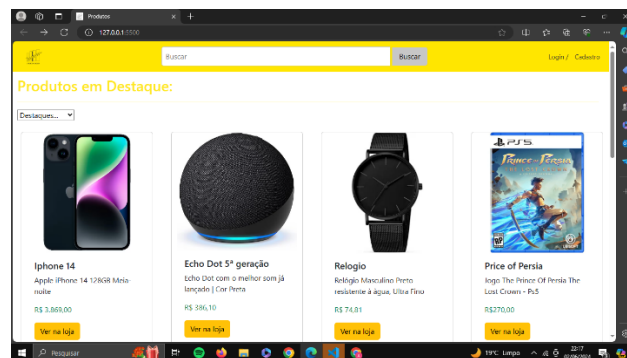 Produtos
127.0.0.1:5500
Buscar
Buscar
Login / Cadastro
Produtos em Destaque:
Destaques...
PS5
PRINCE of PERSIA
Iphone 14
Apple iPhone 14 128GB Meia-
noite
R$ 3.869,00
Ver na loja
Echo Dot 5ª geração
Echo Dot com o melhor som já
lançado | Cor Preta
R$ 386,10
Ver na loja
Relogio
Relógio Masculino Preto
resistente à água, Ultra Fino
R$ 74,81
Ver na loja
Price of Persia
Jogo The Prince Of Persia The
Lost Crown - Ps5
R$270,00
Ver na loja
Pesquisar
19°C Limpo
22:17
02/06/2024